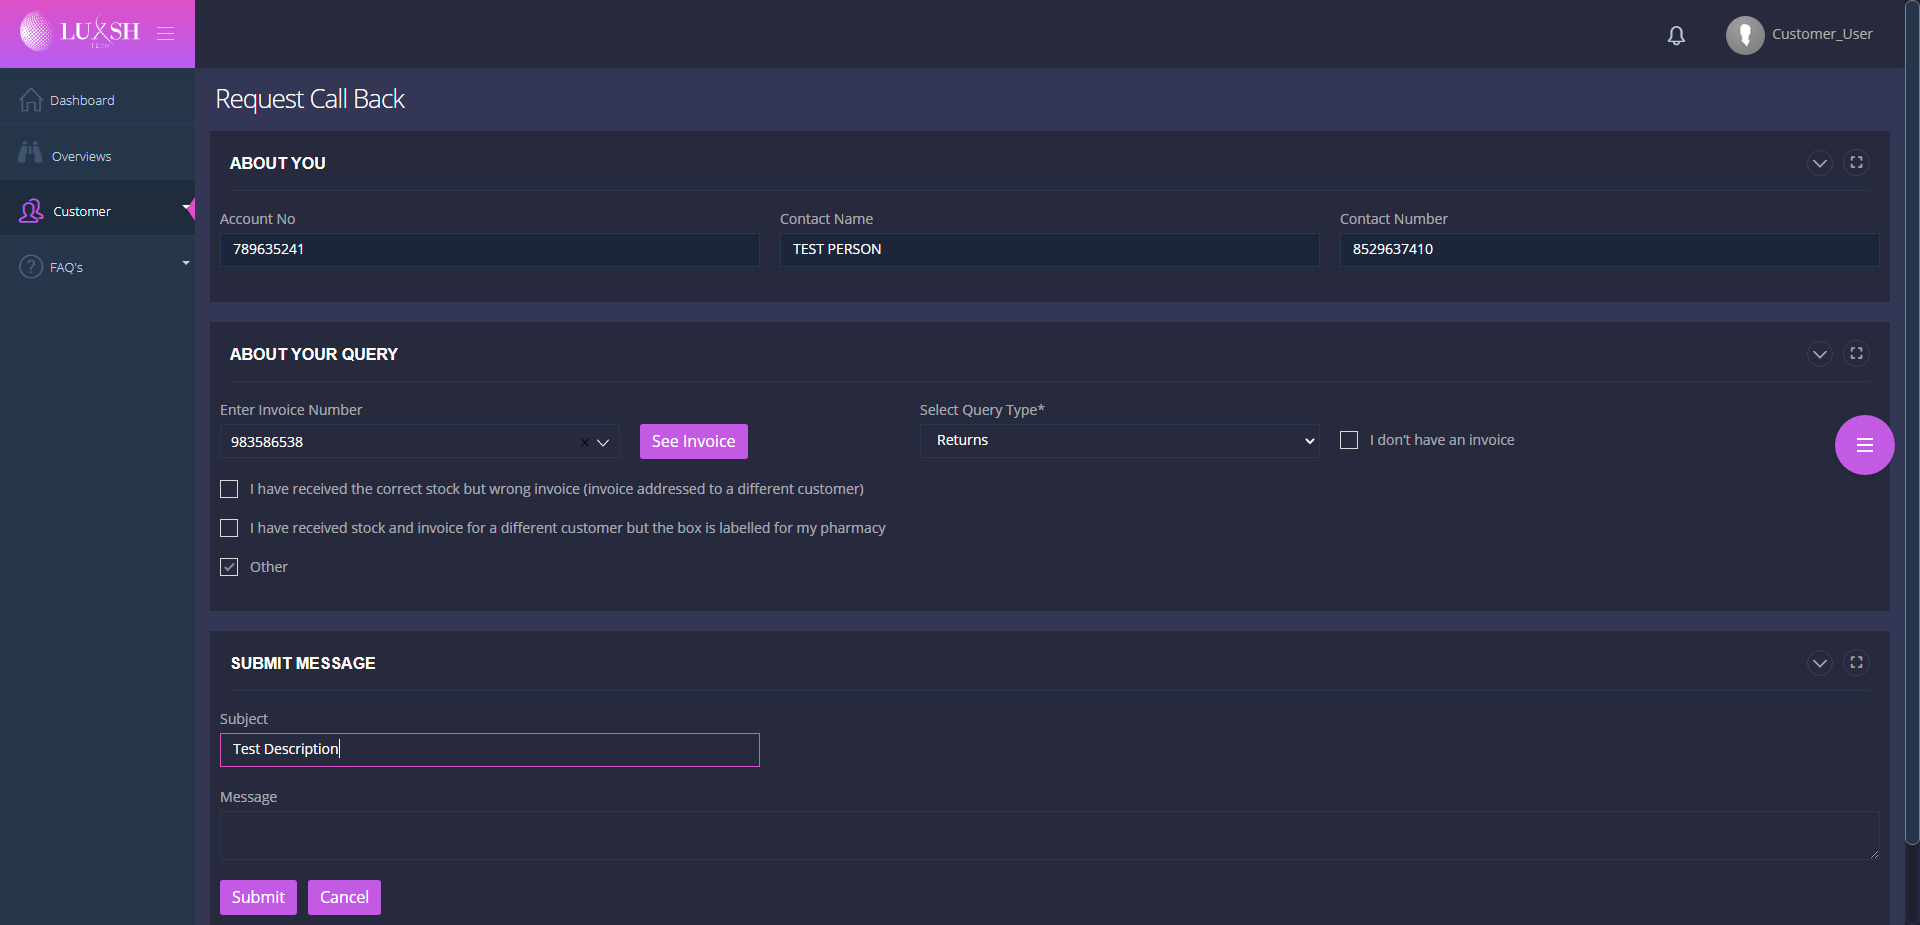 LUXSH
TECH
Customer_User
Dashboard
Overviews
Customer
FAQ's
Request Call Back
ABOUT YOU
Account No
Contact Name
Contact Number
789635241
TEST PERSON
8529637410
ABOUT YOUR QUERY
Enter Invoice Number
Select Query Type*
983586538
See Invoice
Returns
I don't have an invoice
I have received the correct stock but wrong invoice (invoice addressed to a different customer)
I have received stock and invoice for a different customer but the box is labelled for my pharmacy
Other
SUBMIT MESSAGE
Subject
Test Description
Message
Submit
Cancel